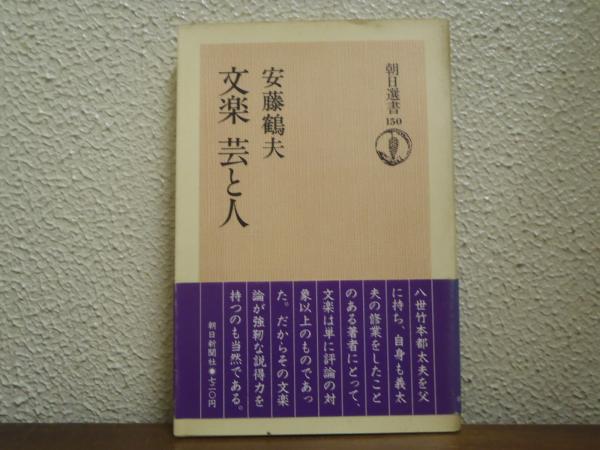 朝日選書
150
安藤鶴夫
文楽 芸と人
八世竹本都太夫を父
に持ち、自身も義太
夫の修業をしたこと
のある著者にとって、
文楽は単に評論の対
象以上のものであっ
た。だからその文楽
論が強靭な説得力を
持つのも当然である。
朝日新聞社●七二〇円